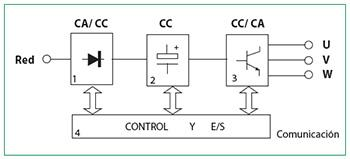 CA/ CC CC CC/ CA
Red U
V
W
1 2 + 3
4 CONTROL Y E/S
Comunicación